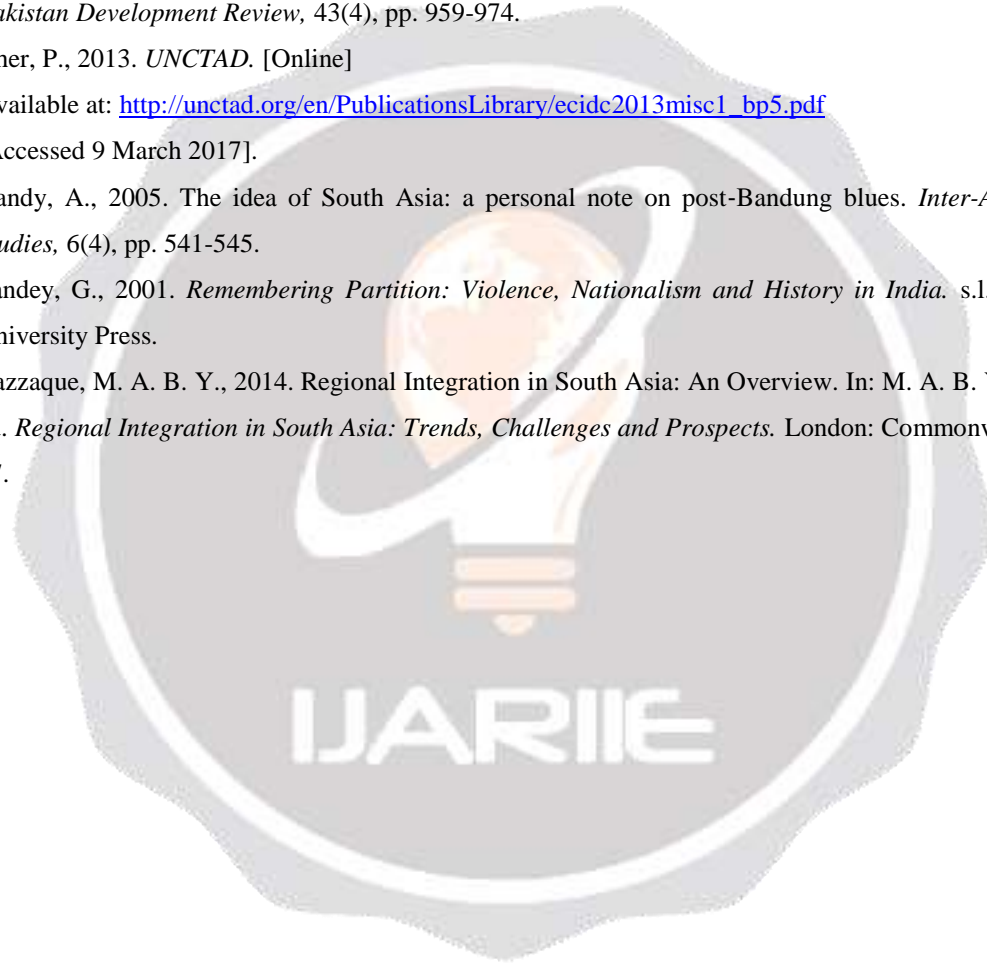 akistan Development Review, 43(4), pp. 959-974.
her, P., 2013. UNCTAD. [Online]
vailable at: http://unctad.org/en/PublicationsLibrary/ecidc2013misc1_bp5.pdf
Accessed 9 March 2017].
andy, A., 2005. The idea of South Asia: a personal note on post-Bandung blues. Inter-A
udies, 6(4), pp. 541-545.
andey, G., 2001. Remembering Partition: Violence, Nationalism and History in India. s.l.
niversity Press.
azzaque, M. A. B. Y., 2014. Regional Integration in South Asia: An Overview. In: M. A. B. Y
. Regional Integration in South Asia: Trends, Challenges and Prospects. London: Commonw
7.
IJARIIE